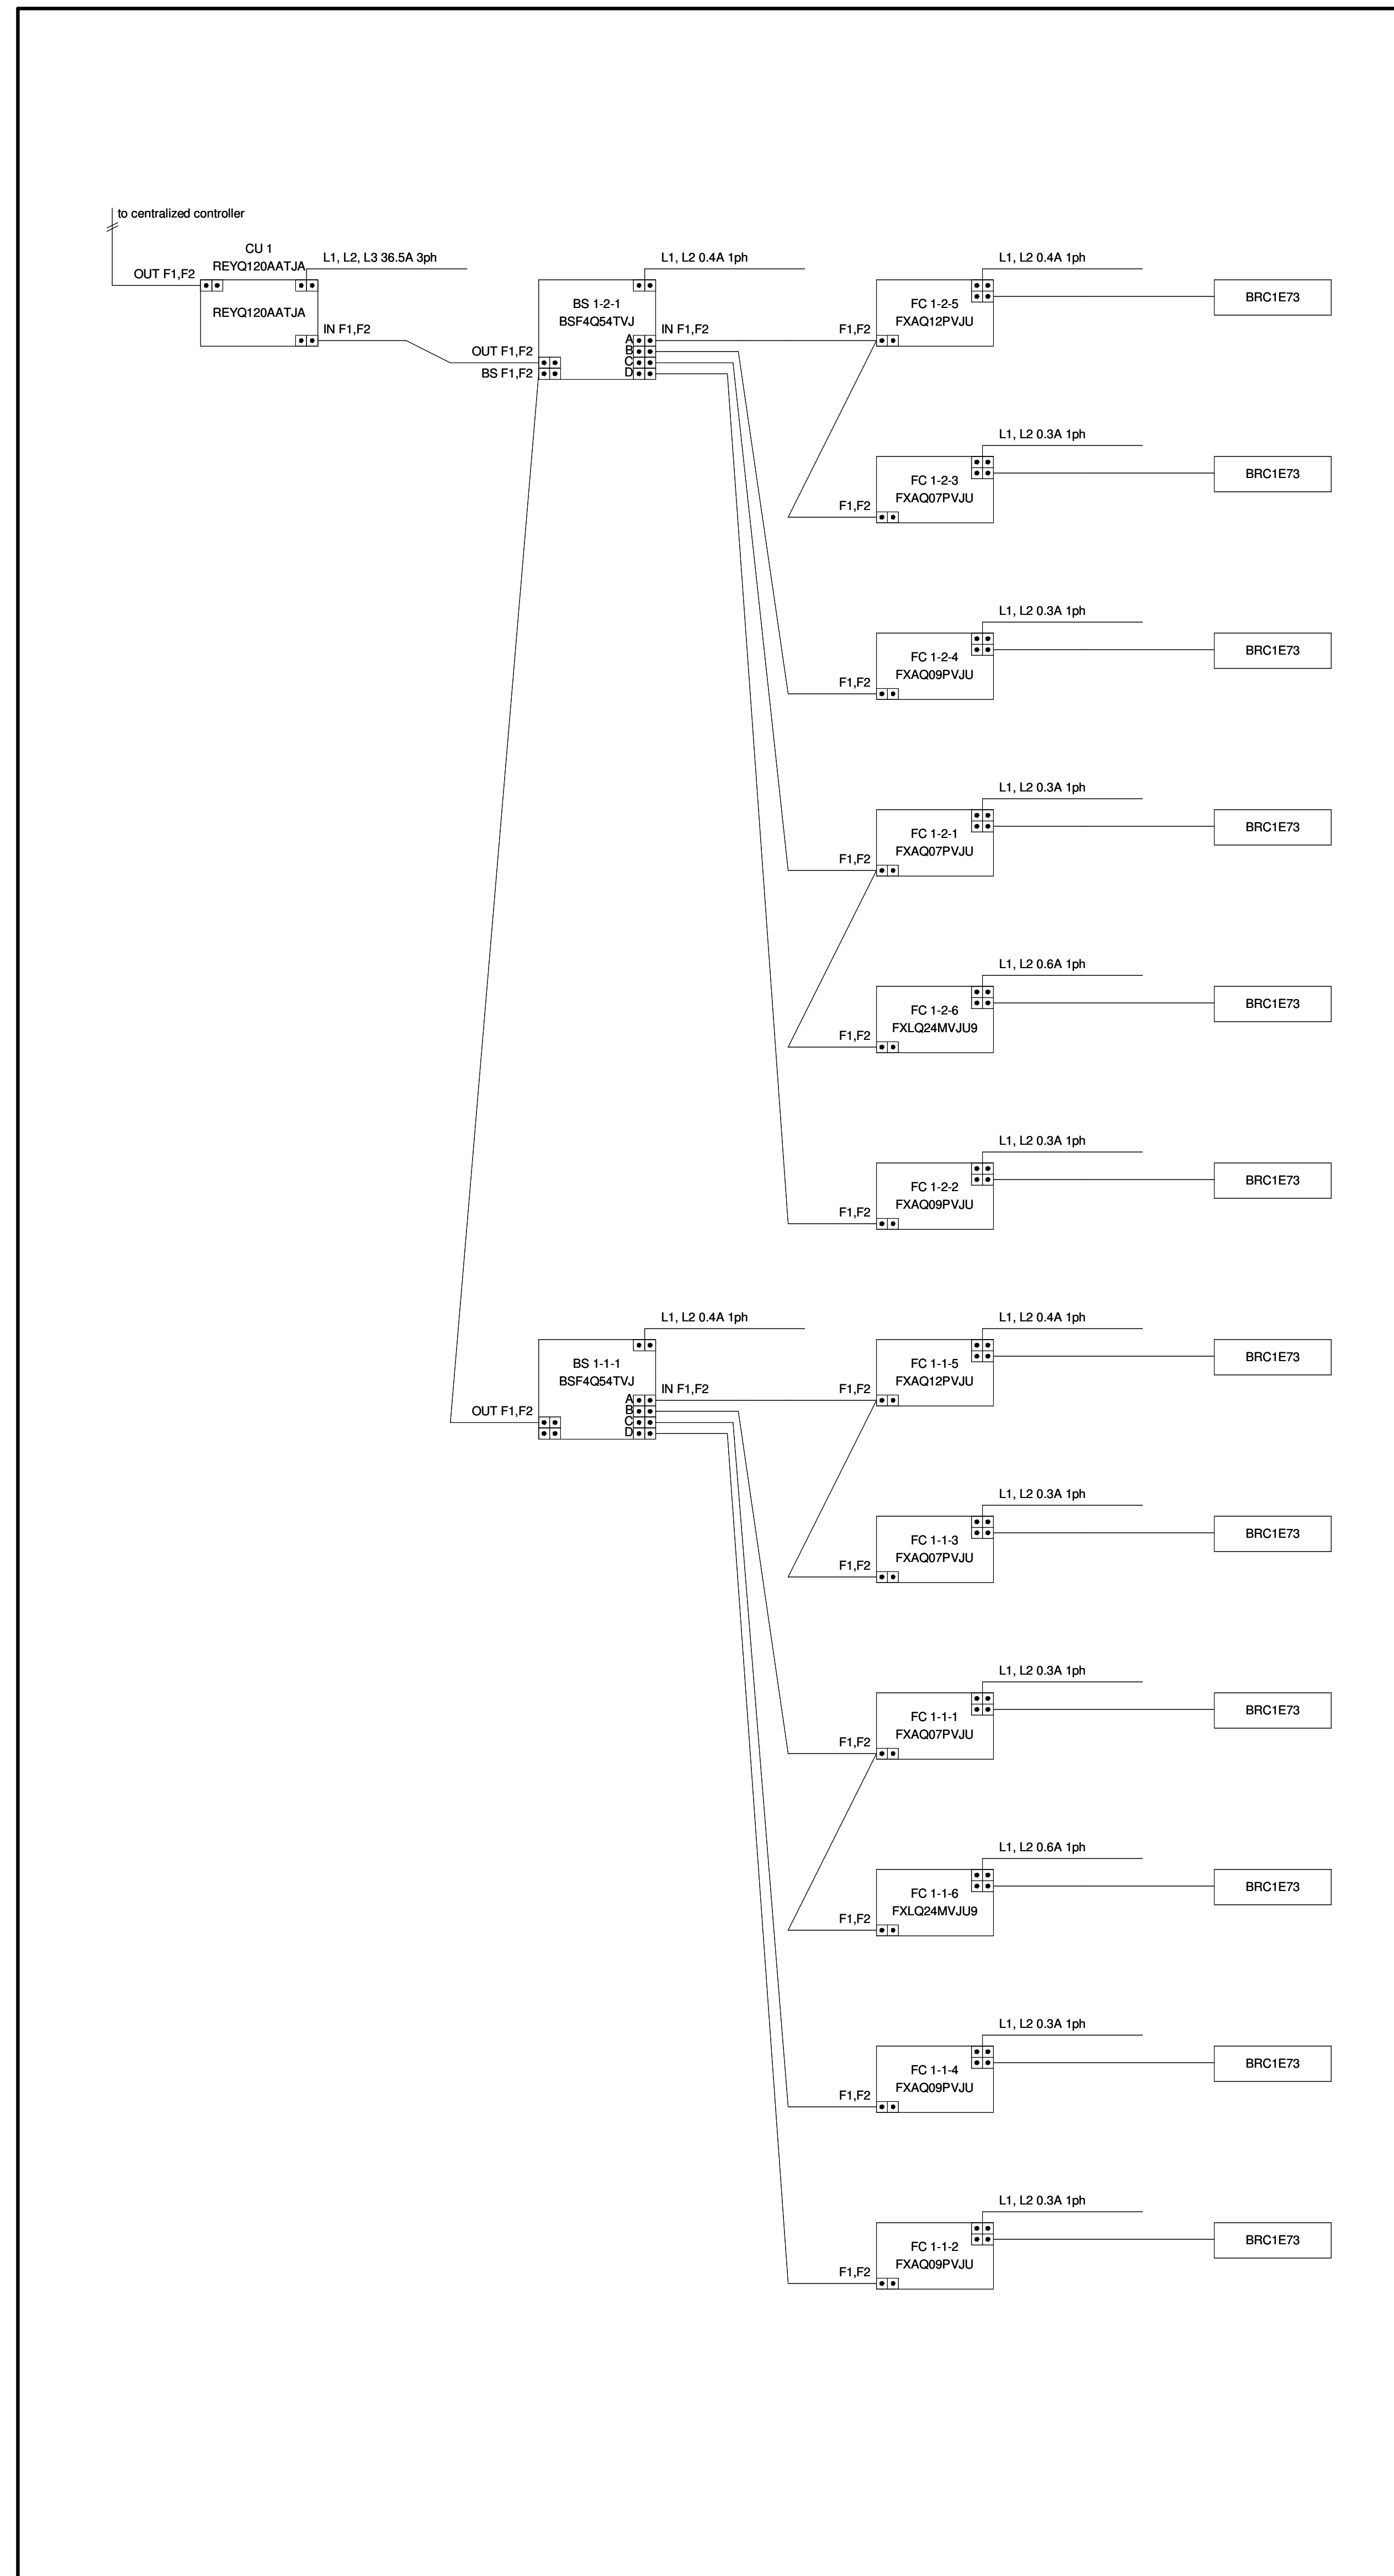 to centralized controller
CU 1
REYQ120AATJA
L1, L2, L3 36.5A 3ph
OUT F1,F2
REYQ120AATJA
IN F1,F2
L1, L2 0.4A 1ph
BS 1-2-1
BSF4Q54TVJ
OUT F1,F2
BS F1,F2
A
B
C
D
IN F1,F2
L1, L2 0.4A 1ph
FC 1-2-5
FXAQ12PVJU
F1,F2
BRC1E73
L1, L2 0.3A 1ph
FC 1-2-3
FXAQ07PVJU
F1,F2
BRC1E73
L1, L2 0.3A 1ph
FC 1-2-4
FXAQ09PVJU
F1,F2
BRC1E73
L1, L2 0.3A 1ph
FC 1-2-1
FXAQ07PVJU
F1,F2
BRC1E73
L1, L2 0.6A 1ph
FC 1-2-6
FXLQ24MVJU9
F1,F2
BRC1E73
L1, L2 0.3A 1ph
FC 1-2-2
FXAQ09PVJU
F1,F2
BRC1E73
L1, L2 0.4A 1ph
BS 1-1-1
BSF4Q54TVJ
OUT F1,F2
A
B
C
D
IN F1,F2
L1, L2 0.4A 1ph
FC 1-1-5
FXAQ12PVJU
F1,F2
BRC1E73
L1, L2 0.3A 1ph
FC 1-1-3
FXAQ07PVJU
F1,F2
BRC1E73
L1, L2 0.3A 1ph
FC 1-1-1
FXAQ07PVJU
F1,F2
BRC1E73
L1, L2 0.6A 1ph
FC 1-1-6
FXLQ24MVJU9
F1,F2
BRC1E73
L1, L2 0.3A 1ph
FC 1-1-4
FXAQ09PVJU
F1,F2
BRC1E73
L1, L2 0.3A 1ph
FC 1-1-2
FXAQ09PVJU
F1,F2
BRC1E73